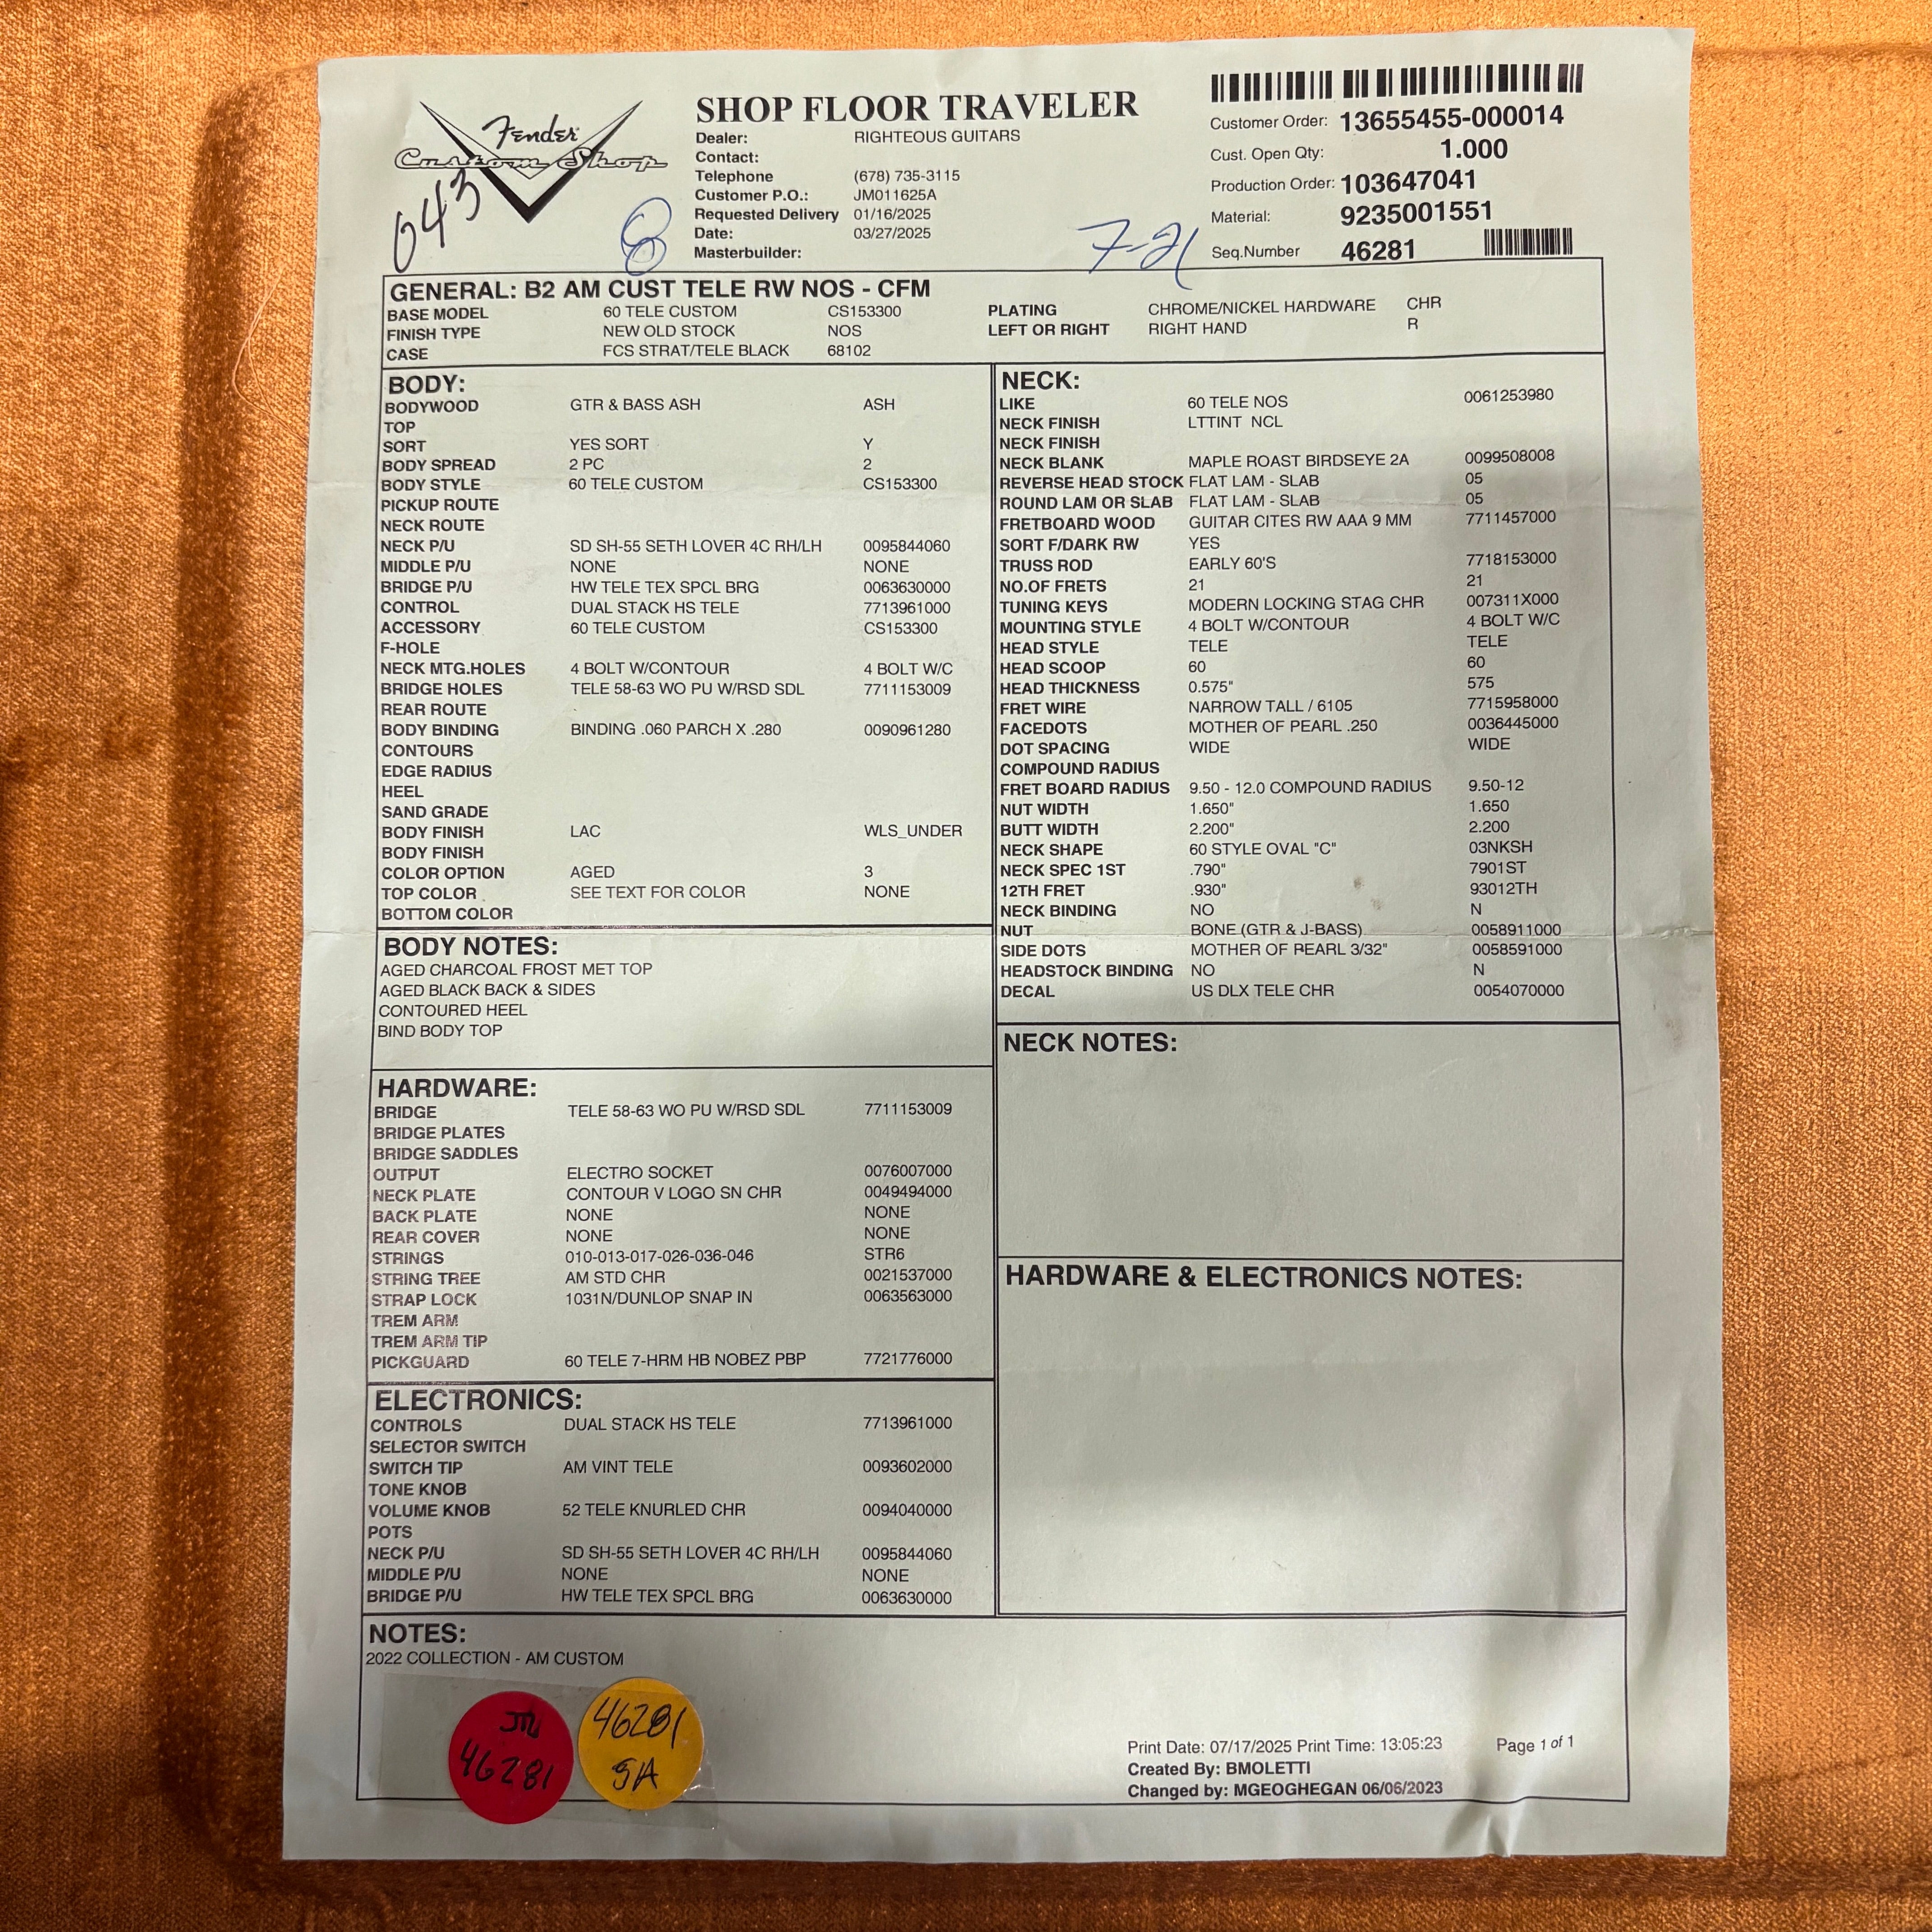 Fender
Custom Shop
043
8
SHOP FLOOR TRAVELER
Dealer: RIGHTEOUS GUITARS
Contact:
Telephone (678) 735-3115
Customer P.O.: JM011625A
Requested Delivery 01/16/2025
Date: 03/27/2025
Masterbuilder:
7-21
Customer Order: 13655455-000014
Cust. Open Qty: 1.000
Production Order: 103647041
Material: 9235001551
Seq.Number 46281
GENERAL: B2 AM CUST TELE RW NOS - CFM
BASE MODEL 60 TELE CUSTOM CS153300
FINISH TYPE NEW OLD STOCK NOS
CASE FCS STRAT/TELE BLACK 68102
PLATING CHROME/NICKEL HARDWARE CHR
LEFT OR RIGHT RIGHT HAND R
BODY:
BODYWOOD GTR & BASS ASH ASH
TOP
SORT YES SORT Y
BODY SPREAD 2 PC 2
BODY STYLE 60 TELE CUSTOM CS153300
PICKUP ROUTE
NECK ROUTE
NECK P/U SD SH-55 SETH LOVER 4C RH/LH 0095844060
MIDDLE P/U NONE NONE
BRIDGE P/U HW TELE TEX SPCL BRG 0063630000
CONTROL DUAL STACK HS TELE 7713961000
ACCESSORY 60 TELE CUSTOM CS153300
F-HOLE
NECK MTG.HOLES 4 BOLT W/CONTOUR 4 BOLT W/C
BRIDGE HOLES TELE 58-63 WO PU W/RSD SDL 7711153009
REAR ROUTE
BODY BINDING BINDING .060 PARCH X .280 0090961280
CONTOURS
EDGE RADIUS
HEEL
SAND GRADE
BODY FINISH LAC WLS_UNDER
BODY FINISH
COLOR OPTION AGED 3
TOP COLOR SEE TEXT FOR COLOR NONE
BOTTOM COLOR
BODY NOTES:
AGED CHARCOAL FROST MET TOP
AGED BLACK BACK & SIDES
CONTOURED HEEL
BIND BODY TOP
HARDWARE:
BRIDGE TELE 58-63 WO PU W/RSD SDL 7711153009
BRIDGE PLATES
BRIDGE SADDLES
OUTPUT ELECTRO SOCKET 0076007000
NECK PLATE CONTOUR V LOGO SN CHR 0049494000
BACK PLATE NONE NONE
REAR COVER NONE NONE
STRINGS 010-013-017-026-036-046 STR6
STRING TREE AM STD CHR 0021537000
STRAP LOCK 1031N/DUNLOP SNAP IN 0063563000
TREM ARM
TREM ARM TIP
PICKGUARD 60 TELE 7-HRM HB NOBEZ PBP 7721776000
ELECTRONICS:
CONTROLS DUAL STACK HS TELE 7713961000
SELECTOR SWITCH
SWITCH TIP AM VINT TELE 0093602000
TONE KNOB
VOLUME KNOB 52 TELE KNURLED CHR 0094040000
POTS
NECK P/U SD SH-55 SETH LOVER 4C RH/LH 0095844060
MIDDLE P/U NONE NONE
BRIDGE P/U HW TELE TEX SPCL BRG 0063630000
NECK:
LIKE 60 TELE NOS 0061253980
NECK FINISH LTTINT NCL
NECK FINISH
NECK BLANK MAPLE ROAST BIRDSEYE 2A 0099508008
REVERSE HEAD STOCK FLAT LAM - SLAB 05
ROUND LAM OR SLAB FLAT LAM - SLAB 05
FRETBOARD WOOD GUITAR CITES RW AAA 9 MM 7711457000
SORT F/DARK RW YES
TRUSS ROD EARLY 60'S 7718153000
NO.OF FRETS 21 21
TUNING KEYS MODERN LOCKING STAG CHR 007311X000
MOUNTING STYLE 4 BOLT W/CONTOUR 4 BOLT W/C
HEAD STYLE TELE TELE
HEAD SCOOP 60 60
HEAD THICKNESS 0.575" 575
FRET WIRE NARROW TALL / 6105 7715958000
FACEDOTS MOTHER OF PEARL .250 0036445000
DOT SPACING WIDE WIDE
COMPOUND RADIUS
FRET BOARD RADIUS 9.50 - 12.0 COMPOUND RADIUS 9.50-12
NUT WIDTH 1.650" 1.650
BUTT WIDTH 2.200" 2.200
NECK SHAPE 60 STYLE OVAL "C" 03NKSH
NECK SPEC 1ST .790" 7901ST
12TH FRET .930" 93012TH
NECK BINDING NO N
NUT BONE (GTR & J-BASS) 0058911000
SIDE DOTS MOTHER OF PEARL 3/32" 0058591000
HEADSTOCK BINDING NO N
DECAL US DLX TELE CHR 0054070000
NECK NOTES:
HARDWARE & ELECTRONICS NOTES:
NOTES:
2022 COLLECTION - AM CUSTOM
JM
46281
46281
SA
Print Date: 07/17/2025 Print Time: 13:05:23 Page 1 of 1
Created By: BMOLETTI
Changed by: MGEOGHEGAN 06/06/2023